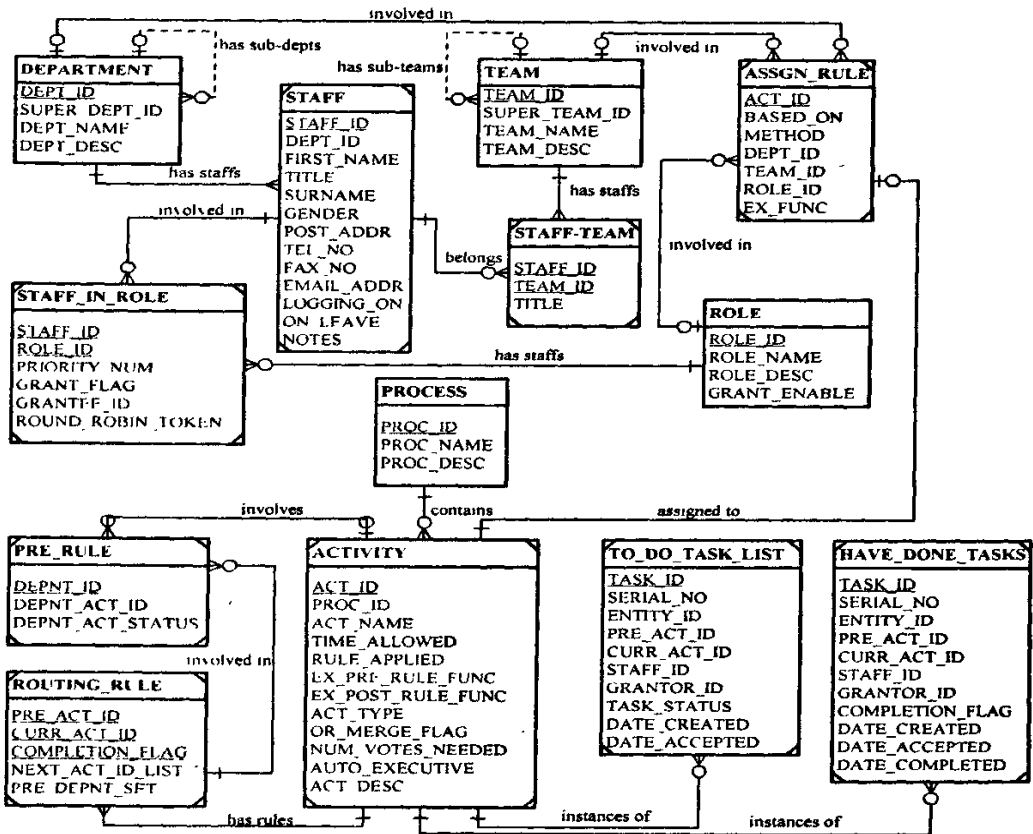 involved in
has sub-depts
involved in
has sub-teams
DEPARTMENT
DEPT_ID
SUPER_DEPT_ID
DEPT_NAME
DEPT_DESC
STAFF
STAFF_ID
DEPT_ID
FIRST_NAME
TITLE
SURNAME
GENDER
POST_ADDR
TEL_NO
FAX_NO
EMAIL_ADDR
LOGGING_ON
ON_LEAVE
NOTES
TEAM
TEAM_ID
SUPER_TEAM_ID
TEAM_NAME
TEAM_DESC
ASSGN_RULE
ACT_ID
BASED_ON
METHOD
DEPT_ID
TEAM_ID
ROLE_ID
EX_FUNC
has staffs
has staffs
involved in
belongs
involved in
STAFF-TEAM
STAFF_ID
TEAM_ID
TITLE
STAFF_IN_ROLE
STAFF_ID
ROLE_ID
PRIORITY_NUM
GRANT_FLAG
GRANTEE_ID
ROUND_ROBIN_TOKEN
has staffs
ROLE
ROLE_ID
ROLE_NAME
ROLE_DESC
GRANT_ENABLE
PROCESS
PROC_ID
PROC_NAME
PROC_DESC
involves
contains
assigned to
PRE_RULE
DEPNT_ID
DEPNT_ACT_ID
DEPNT_ACT_STATUS
involved in
ROUTING_RULE
PRE_ACT_ID
CURR_ACT_ID
COMPLETION_FLAG
NEXT_ACT_ID_LIST
PRE_DEPNT_SET
ACTIVITY
ACT_ID
PROC_ID
ACT_NAME
TIME_ALLOWED
RULE_APPLIED
EX_PRE_RULE_FUNC
EX_POST_RULE_FUNC
ACT_TYPE
OR_MERGE_FLAG
NUM_VOTES_NEEDED
AUTO_EXECUTIVE
ACT_DESC
TO_DO_TASK_LIST
TASK_ID
SERIAL_NO
ENTITY_ID
PRE_ACT_ID
CURR_ACT_ID
STAFF_ID
GRANTOR_ID
TASK_STATUS
DATE_CREATED
DATE_ACCEPTED
HAVE_DONE_TASKS
TASK_ID
SERIAL_NO
ENTITY_ID
PRE_ACT_ID
CURR_ACT_ID
STAFF_ID
GRANTOR_ID
COMPLETION_FLAG
DATE_CREATED
DATE_ACCEPTED
DATE_COMPLETED
has rules
instances of
instances of